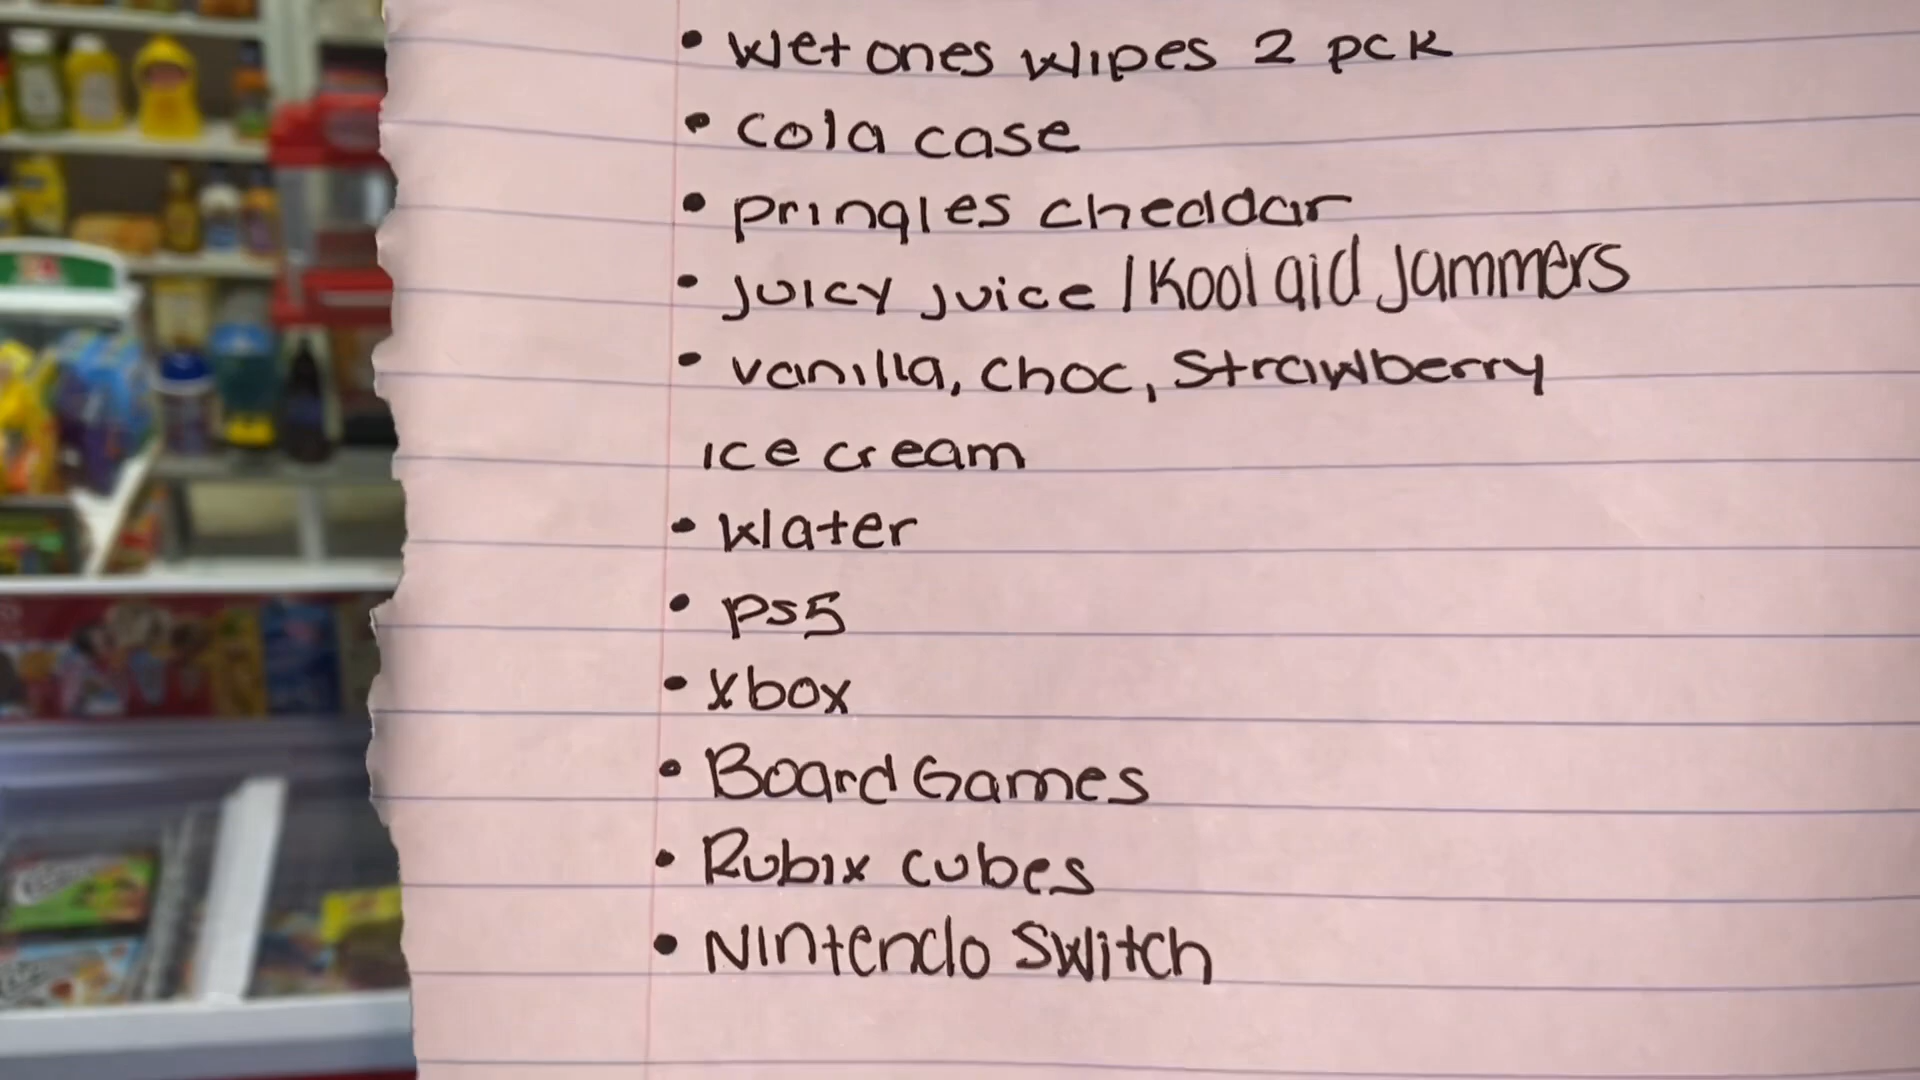 • Wet ones wipes 2 pck
• cola case
• pringles cheddar
• juicy juice / Kool aid Jammers
• vanilla, choc, Strawberry
ice cream
• Water
• ps5
• xbox
• Board Games
• Rubix cubes
• Nintendo Switch